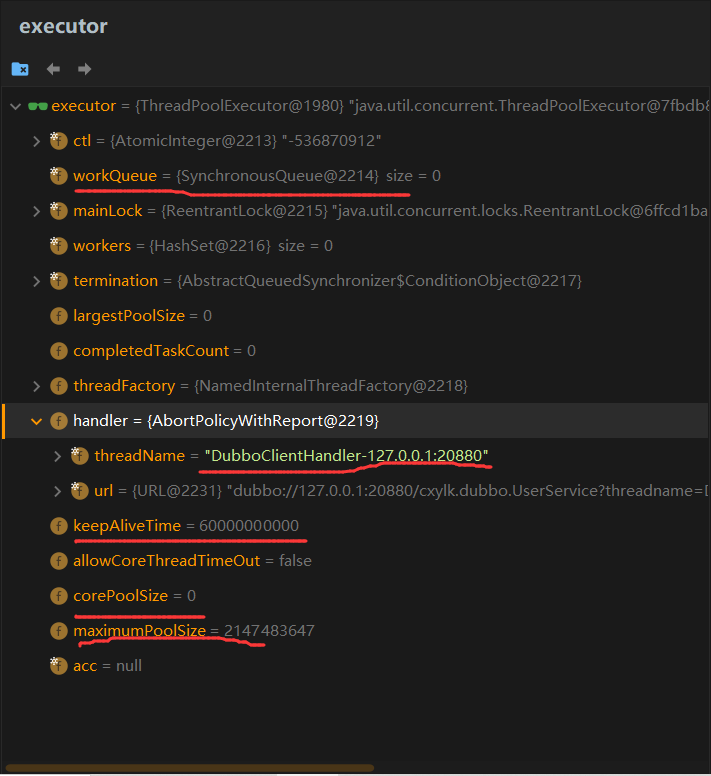 executor
executor = {ThreadPoolExecutor@1980} "java.util.concurrent.ThreadPoolExecutor@7fbdb8
ctl = {AtomicInteger@2213} "-536870912"
workQueue = {SynchronousQueue@2214} size = 0
mainLock = {ReentrantLock@2215} "java.util.concurrent.locks.ReentrantLock@6ffcd1ba
workers = {HashSet@2216} size = 0
termination = {AbstractQueuedSynchronizer$ConditionObject@2217}
largestPoolSize = 0
completedTaskCount = 0
threadFactory = {NamedInternalThreadFactory@2218}
handler = {AbortPolicyWithReport@2219}
threadName = "DubboClientHandler-127.0.0.1:20880"
url = {URL@2231} "dubbo://127.0.0.1:20880/cxylk.dubbo.UserService?threadname=D
keepAliveTime = 60000000000
allowCoreThreadTimeOut = false
corePoolSize = 0
maximumPoolSize = 2147483647
acc = null